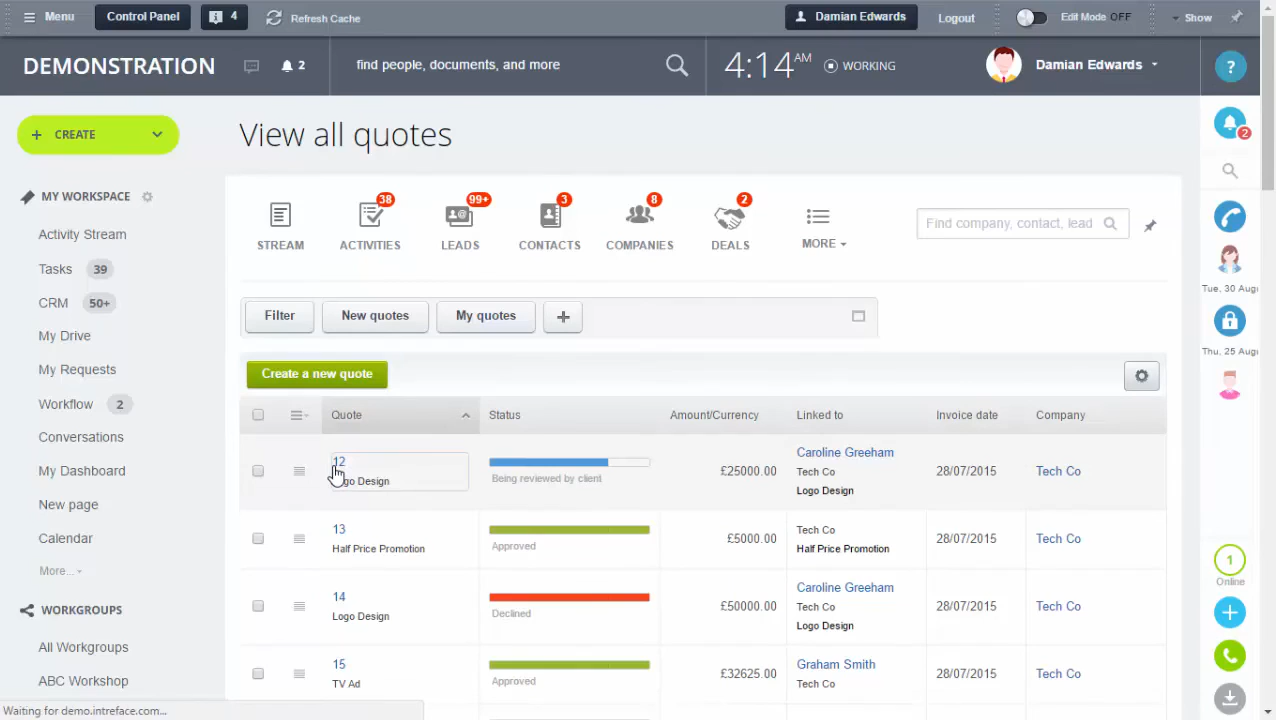 Menu
Control Panel
4
Refresh Cache
Damian Edwards
Logout
Edit Mode OFF
Show
DEMONSTRATION
2
find people, documents, and more
4:14 AM
WORKING
Damian Edwards
?
+ CREATE
View all quotes
2
MY WORKSPACE
Activity Stream
Tasks 39
CRM 50+
My Drive
My Requests
Workflow 2
Conversations
My Dashboard
New page
Calendar
More...
WORKGROUPS
All Workgroups
ABC Workshop
STREAM
38
ACTIVITIES
99+
LEADS
3
CONTACTS
8
COMPANIES
2
DEALS
MORE
Find company, contact, lead
Filter
New quotes
My quotes
+
Create a new quote
Quote Status Amount/Currency Linked to Invoice date Company
12
Logo Design
Being reviewed by client
£25000.00
Caroline Greeham
Tech Co
Logo Design
28/07/2015
Tech Co
13
Half Price Promotion
Approved
£5000.00
Tech Co
Half Price Promotion
28/07/2015
Tech Co
14
Logo Design
Declined
£50000.00
Caroline Greeham
Tech Co
Logo Design
28/07/2015
Tech Co
15
TV Ad
Approved
£32625.00
Graham Smith
Tech Co
28/07/2015
Tech Co
Tue, 30 Aug
Thu, 25 Aug
1
Online
Waiting for demo.intreface.com...